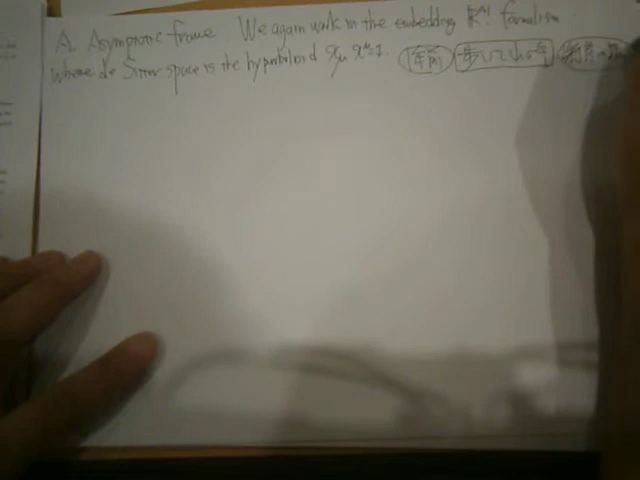 A. Asymptotic frame We again work in the embedding R^{4,1} formalism
where de Sitter space is the hyperboloid x_μ x^μ=1.